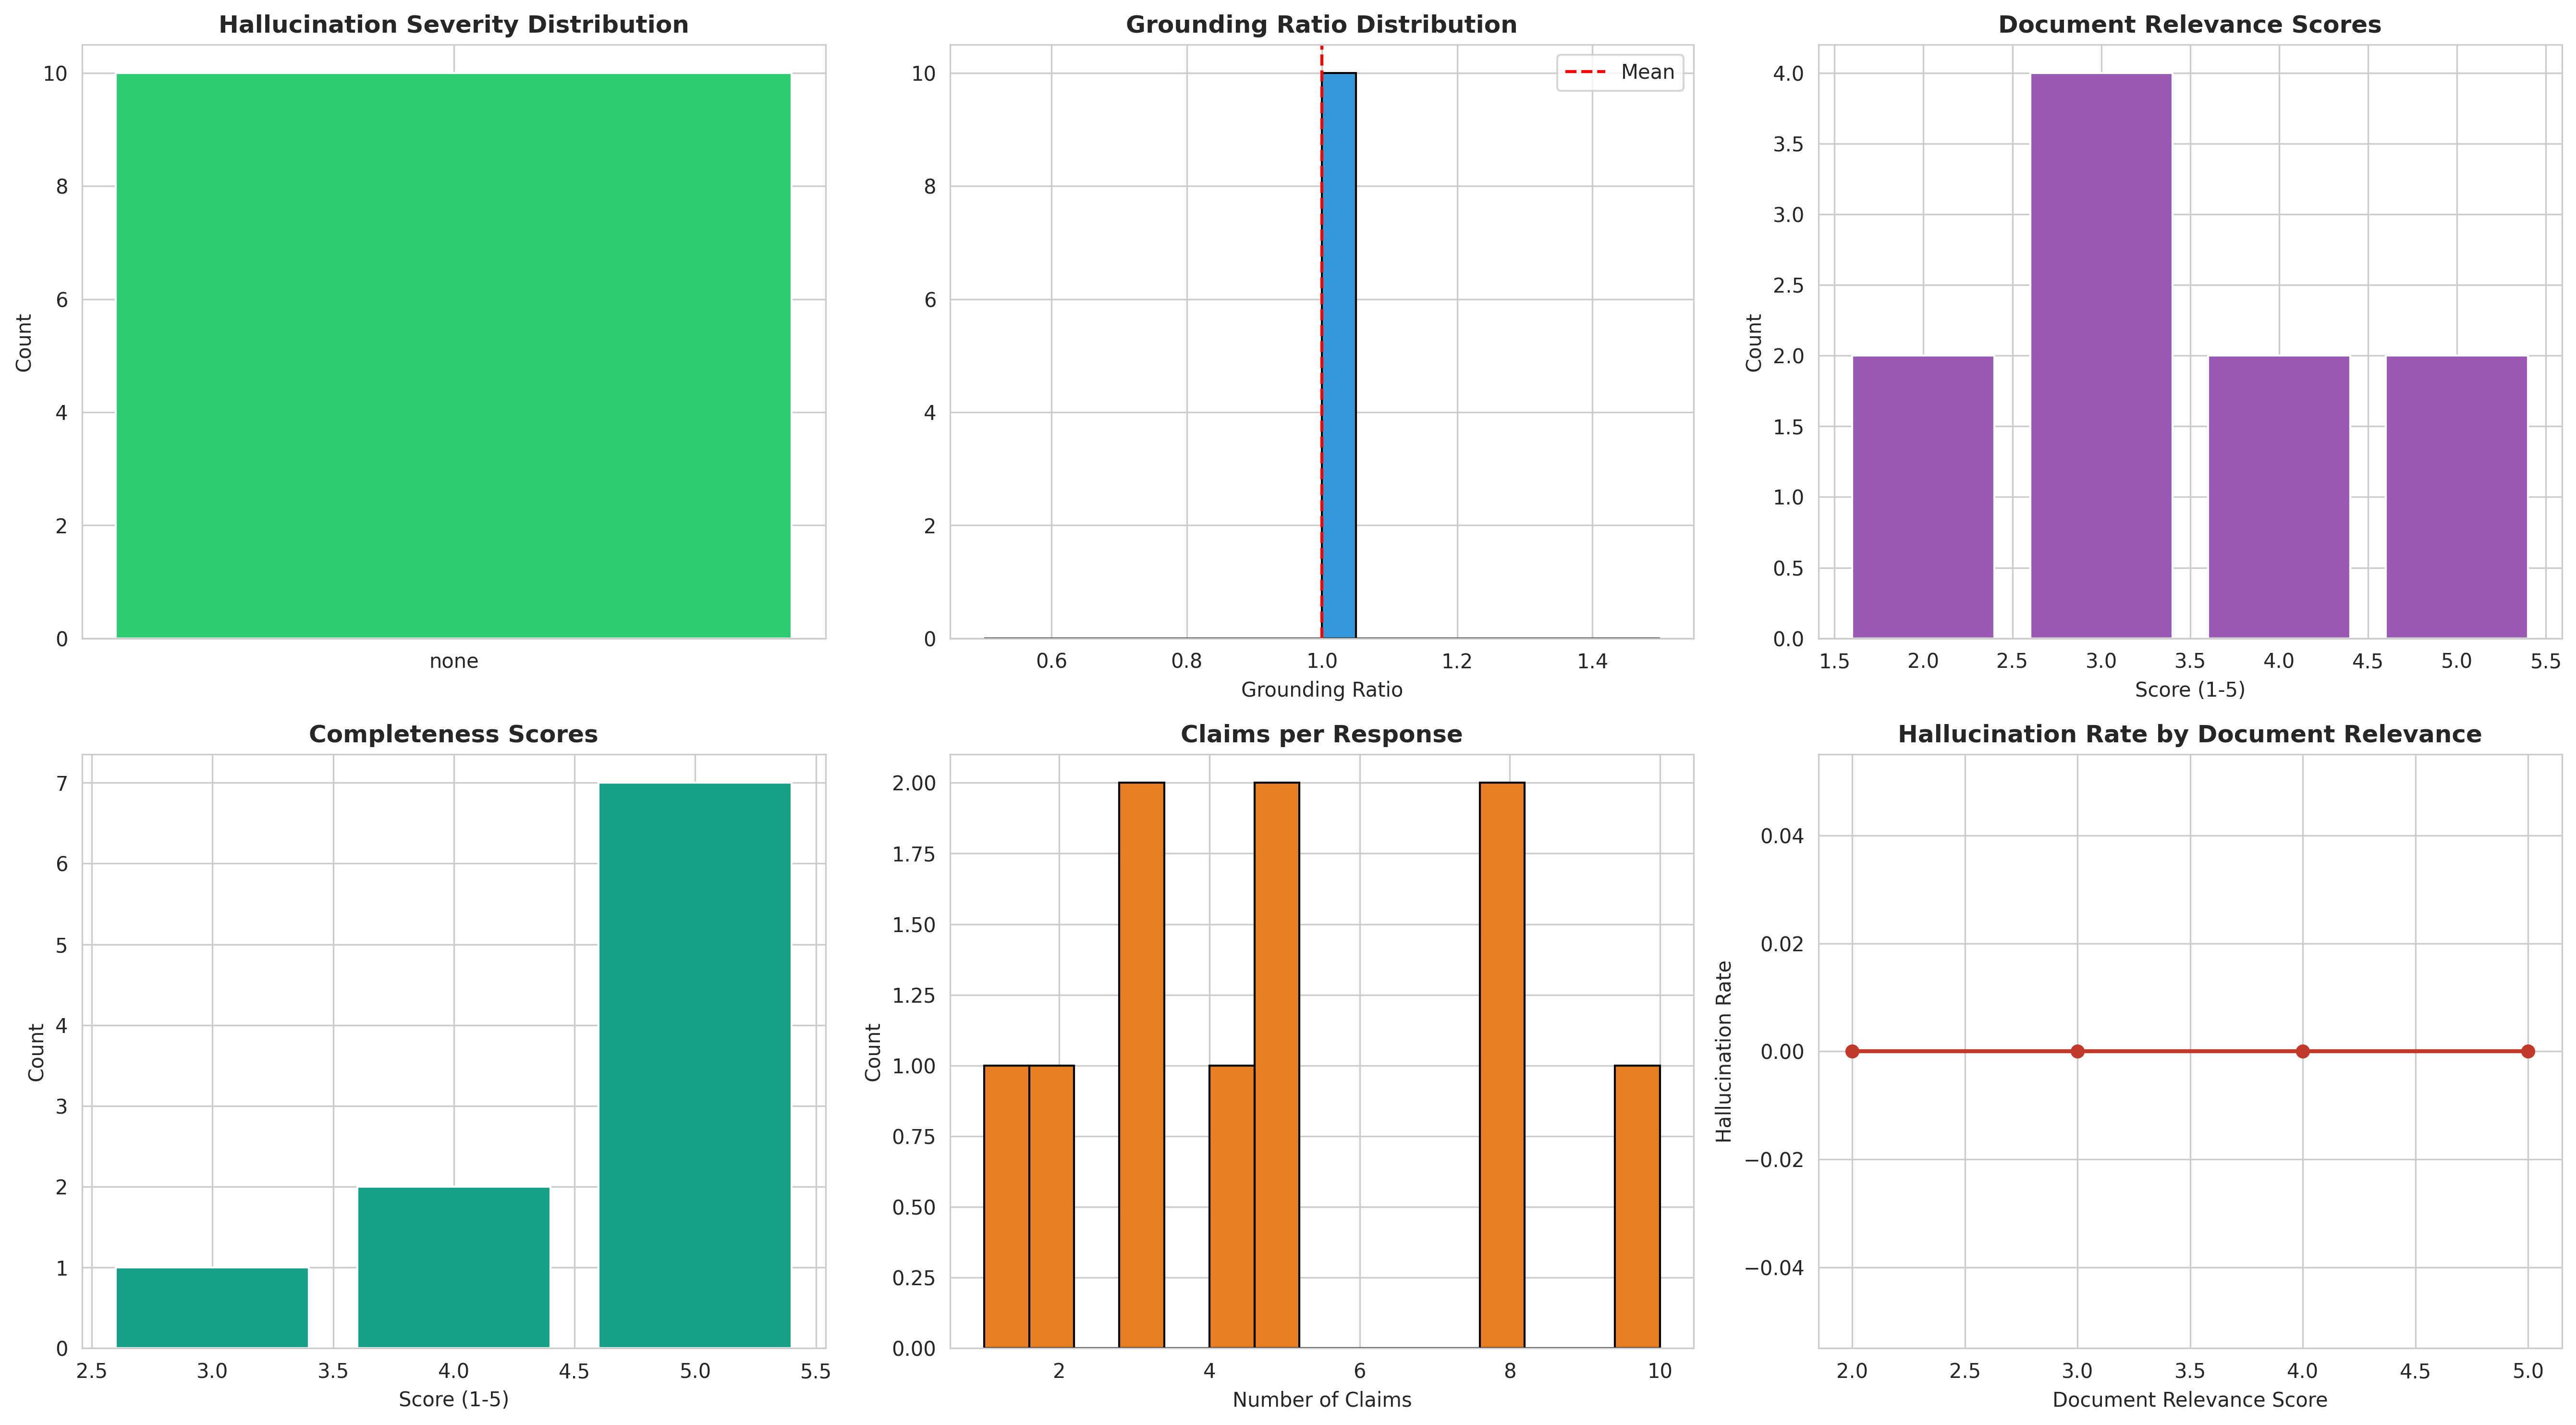 Hallucination Severity Distribution
10
8
6
4
2
0
Count
none
Grounding Ratio Distribution
Mean
10
8
6
4
2
0
0.6 0.8 1.0 1.2 1.4
Grounding Ratio
Document Relevance Scores
4.0
3.5
3.0
2.5
2.0
1.5
1.0
0.5
0.0
Count
1.5 2.0 2.5 3.0 3.5 4.0 4.5 5.0 5.5
Score (1-5)
Completeness Scores
7
6
5
4
3
2
1
0
Count
2.5 3.0 3.5 4.0 4.5 5.0 5.5
Score (1-5)
Claims per Response
2.00
1.75
1.50
1.25
1.00
0.75
0.50
0.25
0.00
Count
2 4 6 8 10
Number of Claims
Hallucination Rate by Document Relevance
0.04
0.02
0.00
−0.02
−0.04
Hallucination Rate
2.0 2.5 3.0 3.5 4.0 4.5 5.0
Document Relevance Score